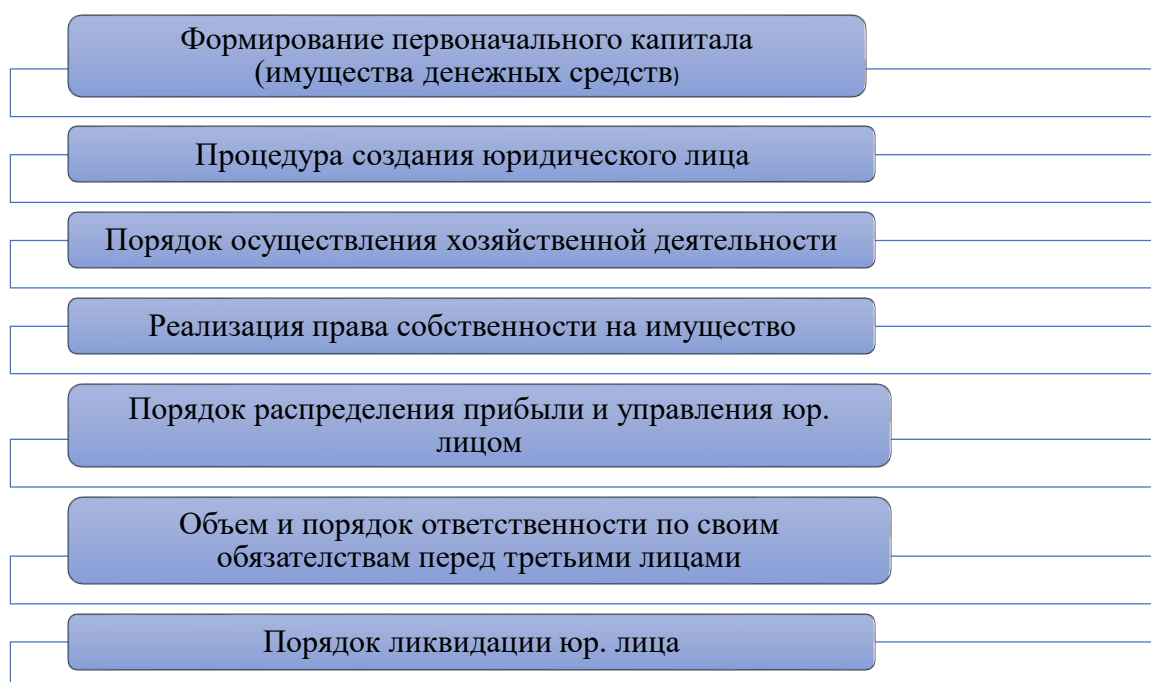 Формирование первоначального капитала
(имущества денежных средств)
Процедура создания юридического лица
Порядок осуществления хозяйственной деятельности
Реализация права собственности на имущество
Порядок распределения прибыли и управления юр.
лицом
Объем и порядок ответственности по своим
обязателствам перед третьими лицами
Порядок ликвидации юр. лица